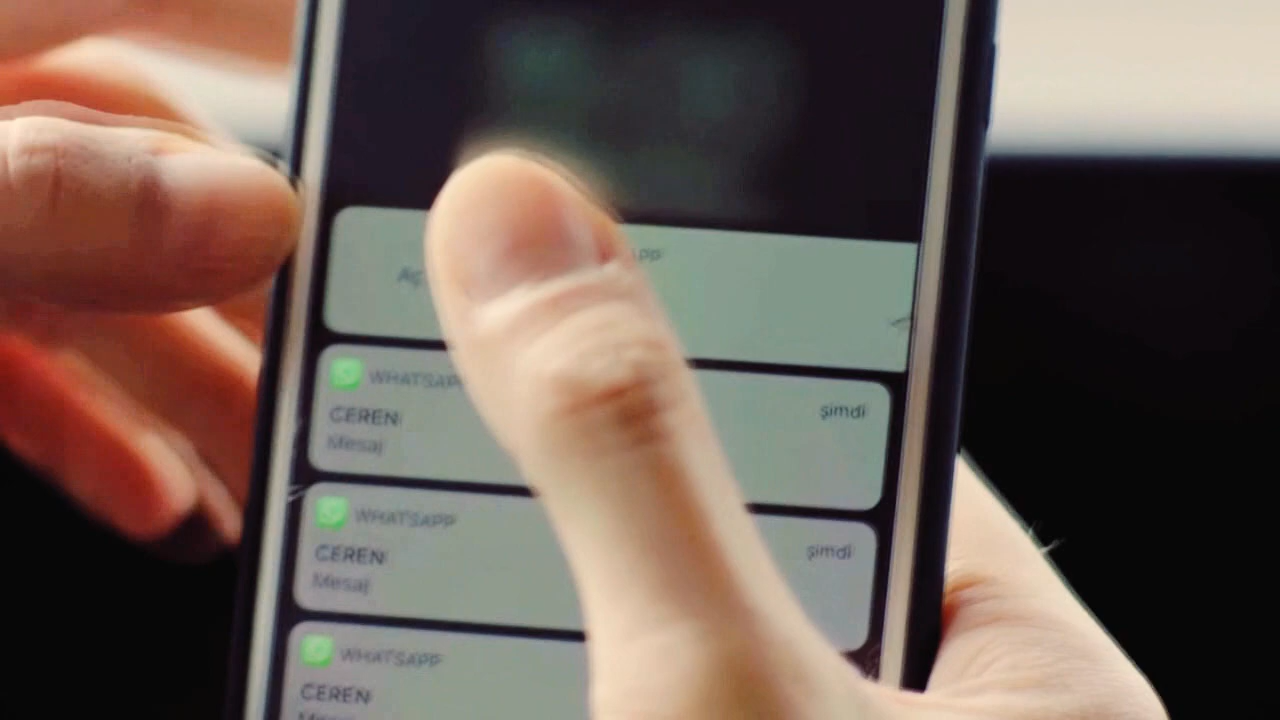 WHATSAPP
şimdi
CEREN
Mesaj
WHATSAPP
şimdi
CEREN
Mesaj
WHATSAPP
CEREN